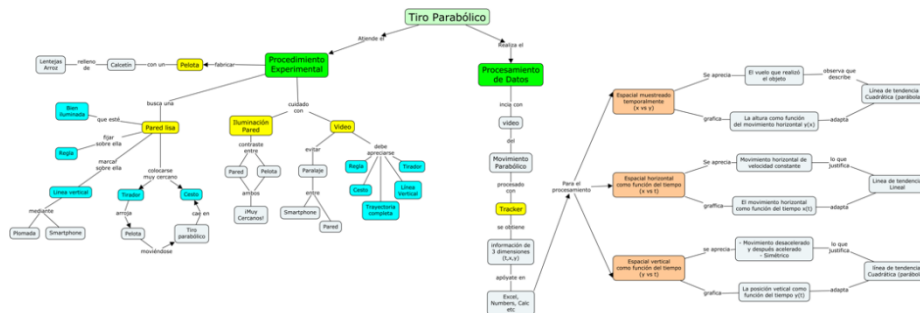 Tiro Parabólico
Atiende el
Realiza el
Procedimiento
Experimental
fabricar
Pelota
con un
Calcetín
relleno
de
Lentejas
Arroz
busca una
Pared lisa
que esté
Bien
iluminada
fijar
sobre ella
Regla
marcar
sobre ella
Línea vertical
mediante
Plomada
Smartphone
colocarse
muy cercano
Tirador
Cesto
arroja
Pelota
moviéndose
Tiro
parabólico
cae en
cuidado
con
Iluminación
Pared
contraste
entre
Pared
Pelota
ambos
¡Muy
Cercanos!
Video
evitar
Paralaje
entre
Smartphone
Pared
debe
apreciarse
Regla
Cesto
Trayectoria
completa
Línea
Vertical
Tirador
Procesamiento
de Datos
inciu con
video
del
Movimiento
Parabólico
procesado
con
Tracker
se obtiene
información de
3 dimensiones
(t,x,y)
apóyate en
Excel,
Numbers, Calc
etc
Para el
procesamiento
Espacial muestreado
temporalmente
(x vs y)
Se aprecia
El vuelo que realizó
el objeto
observa que
describe
Línea de tendencia
Cuadrática (parábola
grafica
La altura como función
del movimiento horizontal y(x)
adapta
Espacial horizontal
como función del tiempo
(x vs t)
Se aprecia
Movimiento horizontal de
velocidad constante
lo que
justifica
Línea de tendencia
Lineal
graffica
El movimiento horizontal
como función del tiempo x(t)
adapta
Espacial vertical
como función del tiempo
(y vs t)
se aprecia
- Movimiento desacelerado
y después acelerado
- Simétrico
lo que
justifica
línea de tendencia
Cuadrática (parábol
grafica
La posición vetical como
función del tiempo y(t)
adapta